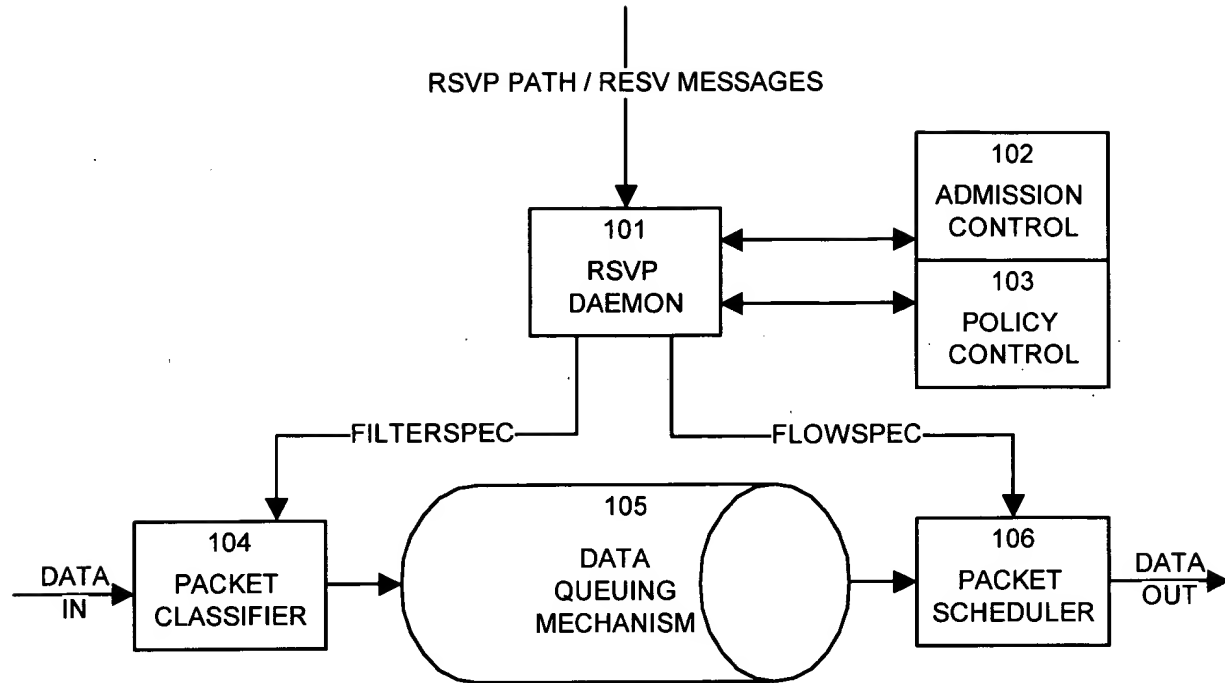 RSVP PATH / RESV MESSAGES
102
ADMISSION
CONTROL
101
RSVP
DAEMON
103
POLICY
CONTROL
FILTERSPEC
FLOWSPEC
DATA
IN
104
PACKET
CLASSIFIER
105
DATA
QUEUING
MECHANISM
106
PACKET
SCHEDULER
DATA
OUT